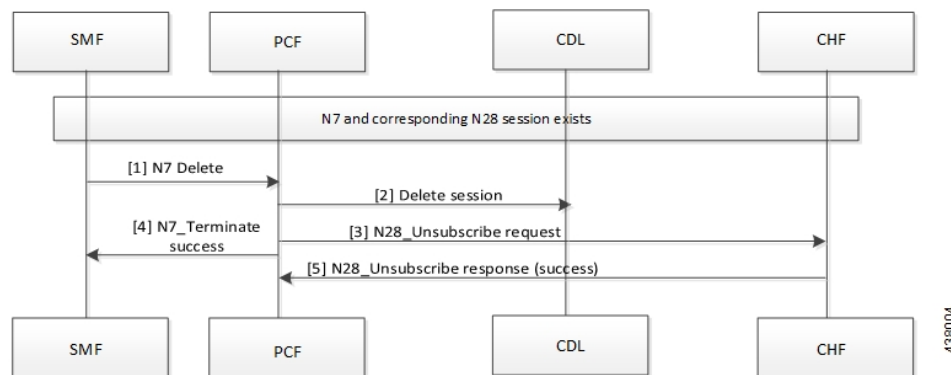 SMF
PCF
CDL
CHF
N7 and corresponding N28 session exists
[1] N7 Delete
[2] Delete session
[4] N7_Terminate
success
[3] N28_Unsubscribe request
[5] N28_Unsubscribe response (success)
SMF
PCF
CDL
CHF
438004